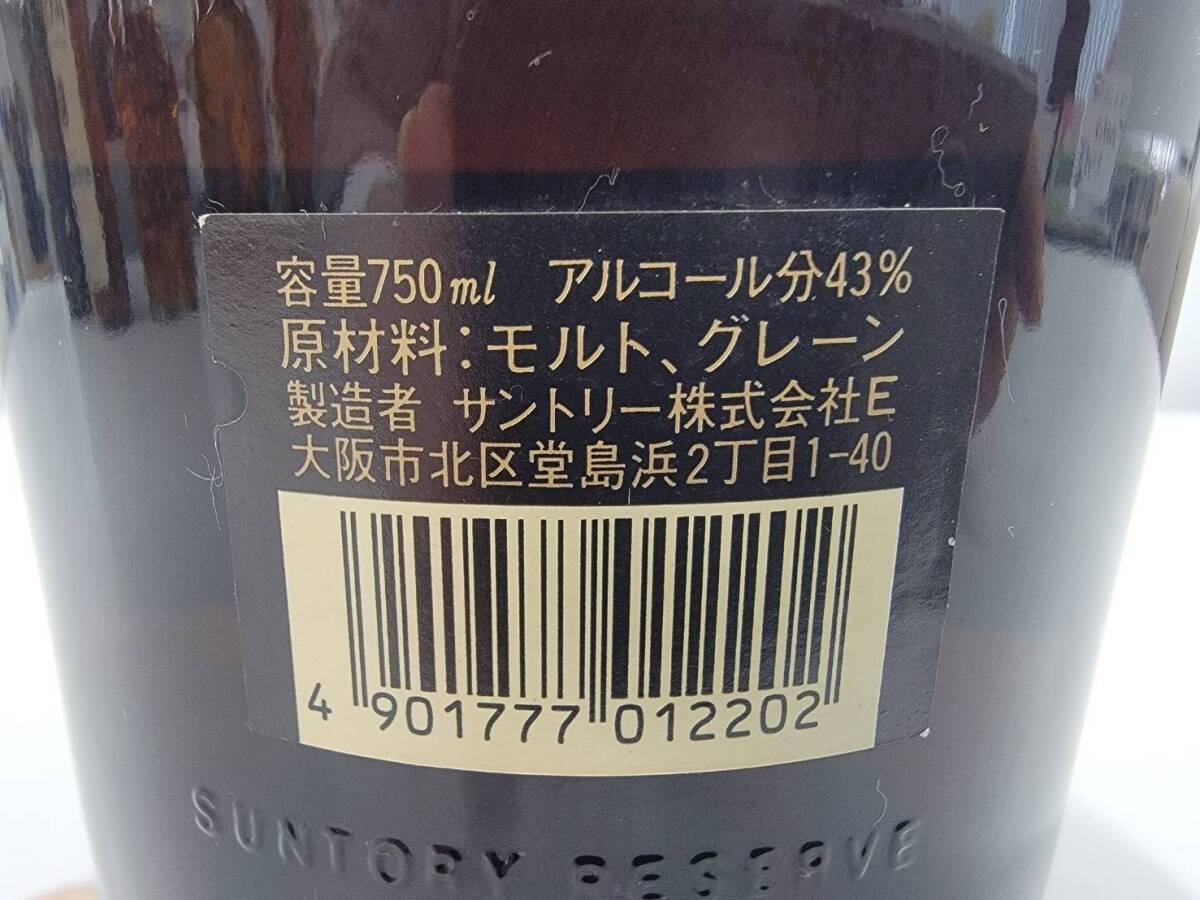 容量750ml アルコール分43%
原材料:モルト、グレーン
製造者 サントリー株式会社E
大阪市北区堂島浜2丁目1-40
4 901777 012202
SUNTORY RESERVE